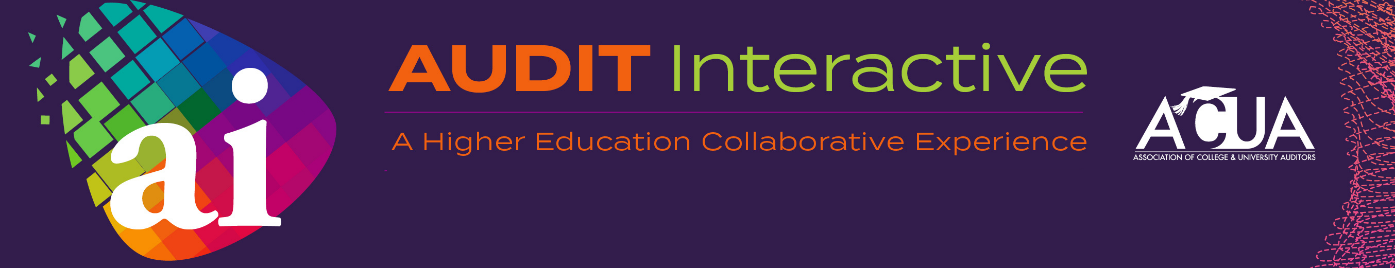 ai
AUDIT Interactive
A Higher Education Collaborative Experience
ACUA
ASSOCIATION OF COLLEGE & UNIVERSITY AUDITORS